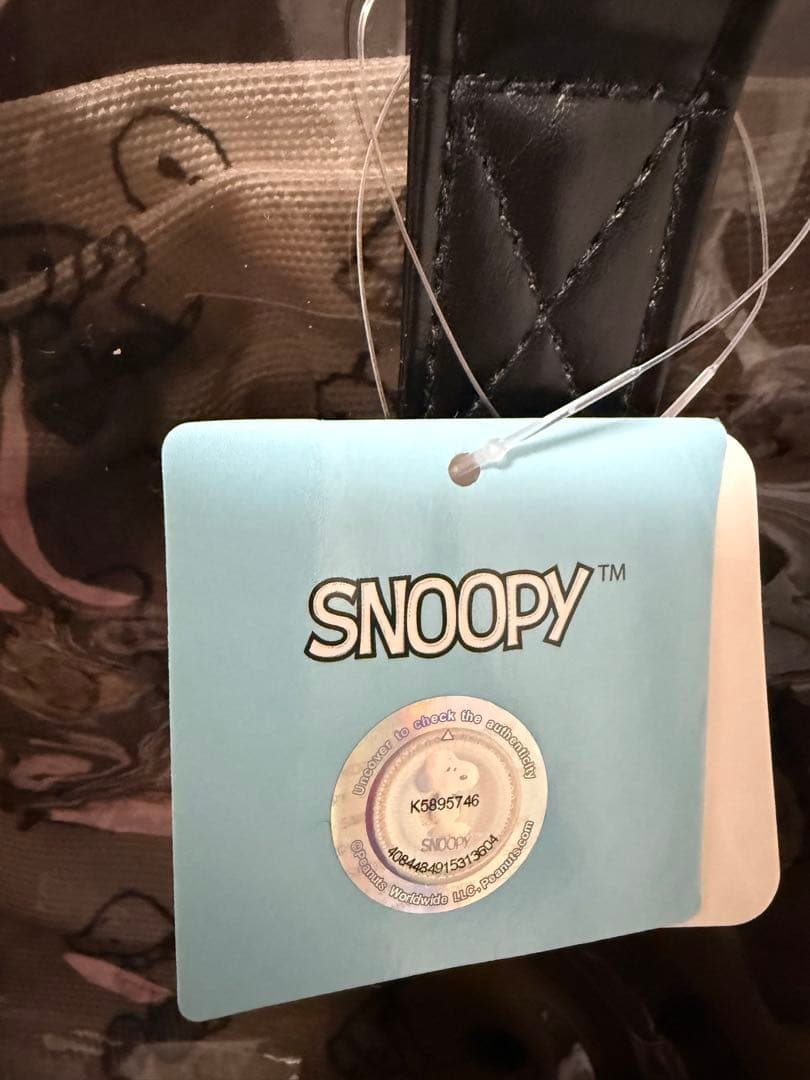 SNOOPY™
Uncover to check the authenticity
K5895746
SNOOPY
4084484915313604
©Peanuts Worldwide LLC, Peanuts.com